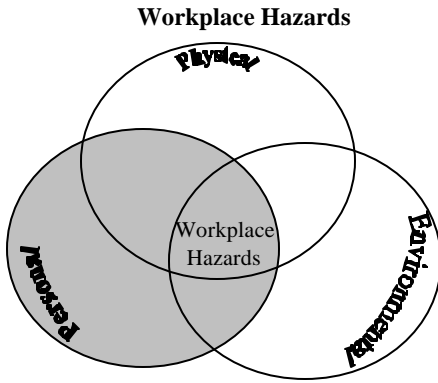 Workplace Hazards
Physical
Workplace
Hazards
Personal
Environmental